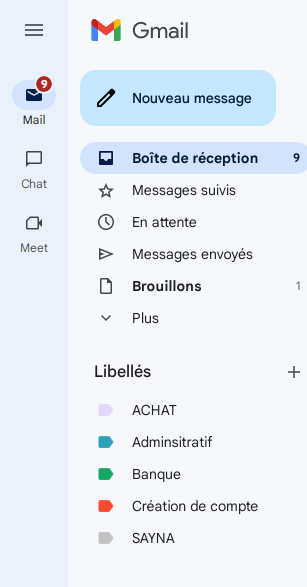 Gmail
9
Mail
Chat
Meet
Nouveau message
Boîte de réception 9
Messages suivis
En attente
Messages envoyés
Brouillons 1
Plus
Libellés +
ACHAT
Adminsitratif
Banque
Création de compte
SAYNA